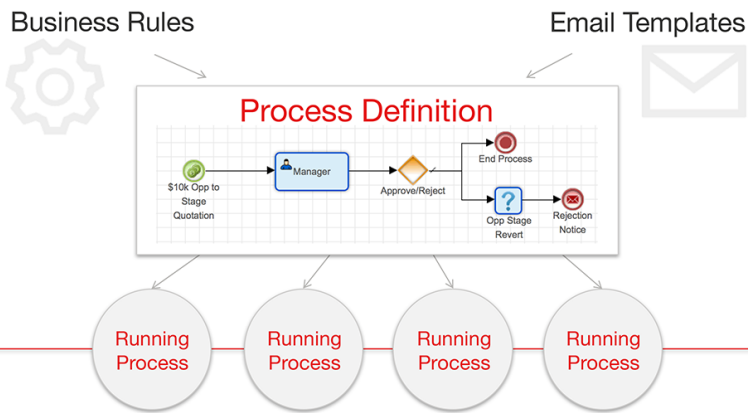 Business Rules
Email Templates
Process Definition
$10k Opp to
Stage
Quotation
Manager
Approve/Reject
End Process
Opp Stage
Revert
Rejection
Notice
Running
Process
Running
Process
Running
Process
Running
Process